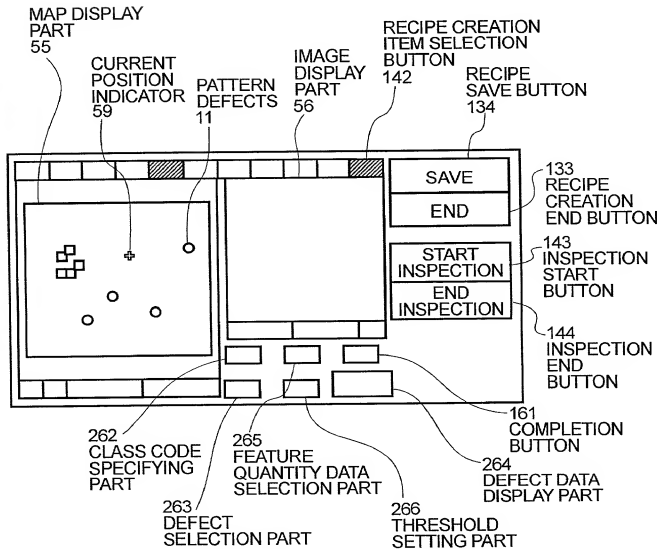 MAP DISPLAY
PART
55
CURRENT
POSITION
INDICATOR
59
PATTERN
DEFECTS
11
IMAGE
DISPLAY
PART
56
RECIPE CREATION
ITEM SELECTION
BUTTON
142
RECIPE
SAVE BUTTON
134
SAVE
END
133
RECIPE
CREATION
END BUTTON
START
INSPECTION
END
INSPECTION
143
INSPECTION
START
BUTTON
144
INSPECTION
END
BUTTON
262
CLASS CODE
SPECIFYING
PART
263
DEFECT
SELECTION PART
265
FEATURE
QUANTITY DATA
SELECTION PART
266
THRESHOLD
SETTING PART
161
COMPLETION
BUTTON
264
DEFECT DATA
DISPLAY PART